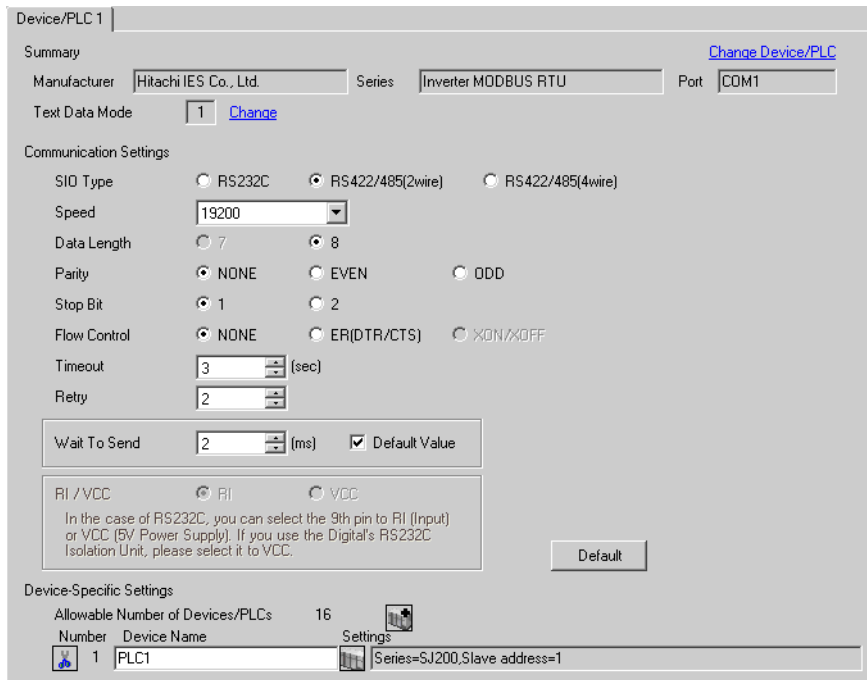 Device/PLC 1
Summary Change Device/PLC
Manufacturer Hitachi IES Co., Ltd. Series Inverter MODBUS RTU Port COM1
Text Data Mode 1 Change
Communication Settings
SIO Type RS232C RS422/485(2wire) RS422/485(4wire)
Speed 19200
Data Length 7 8
Parity NONE EVEN ODD
Stop Bit 1 2
Flow Control NONE ER(DTR/CTS) XON/XOFF
Timeout 3 (sec)
Retry 2
Wait To Send 2 (ms) Default Value
RI / VCC RI VCC
In the case of RS232C, you can select the 9th pin to RI (Input)
or VCC (5V Power Supply). If you use the Digital's RS232C
Isolation Unit, please select it to VCC.
Default
Device-Specific Settings
Allowable Number of Devices/PLCs 16
Number Device Name Settings
1 PLC1 Series=SJ200,Slave address=1